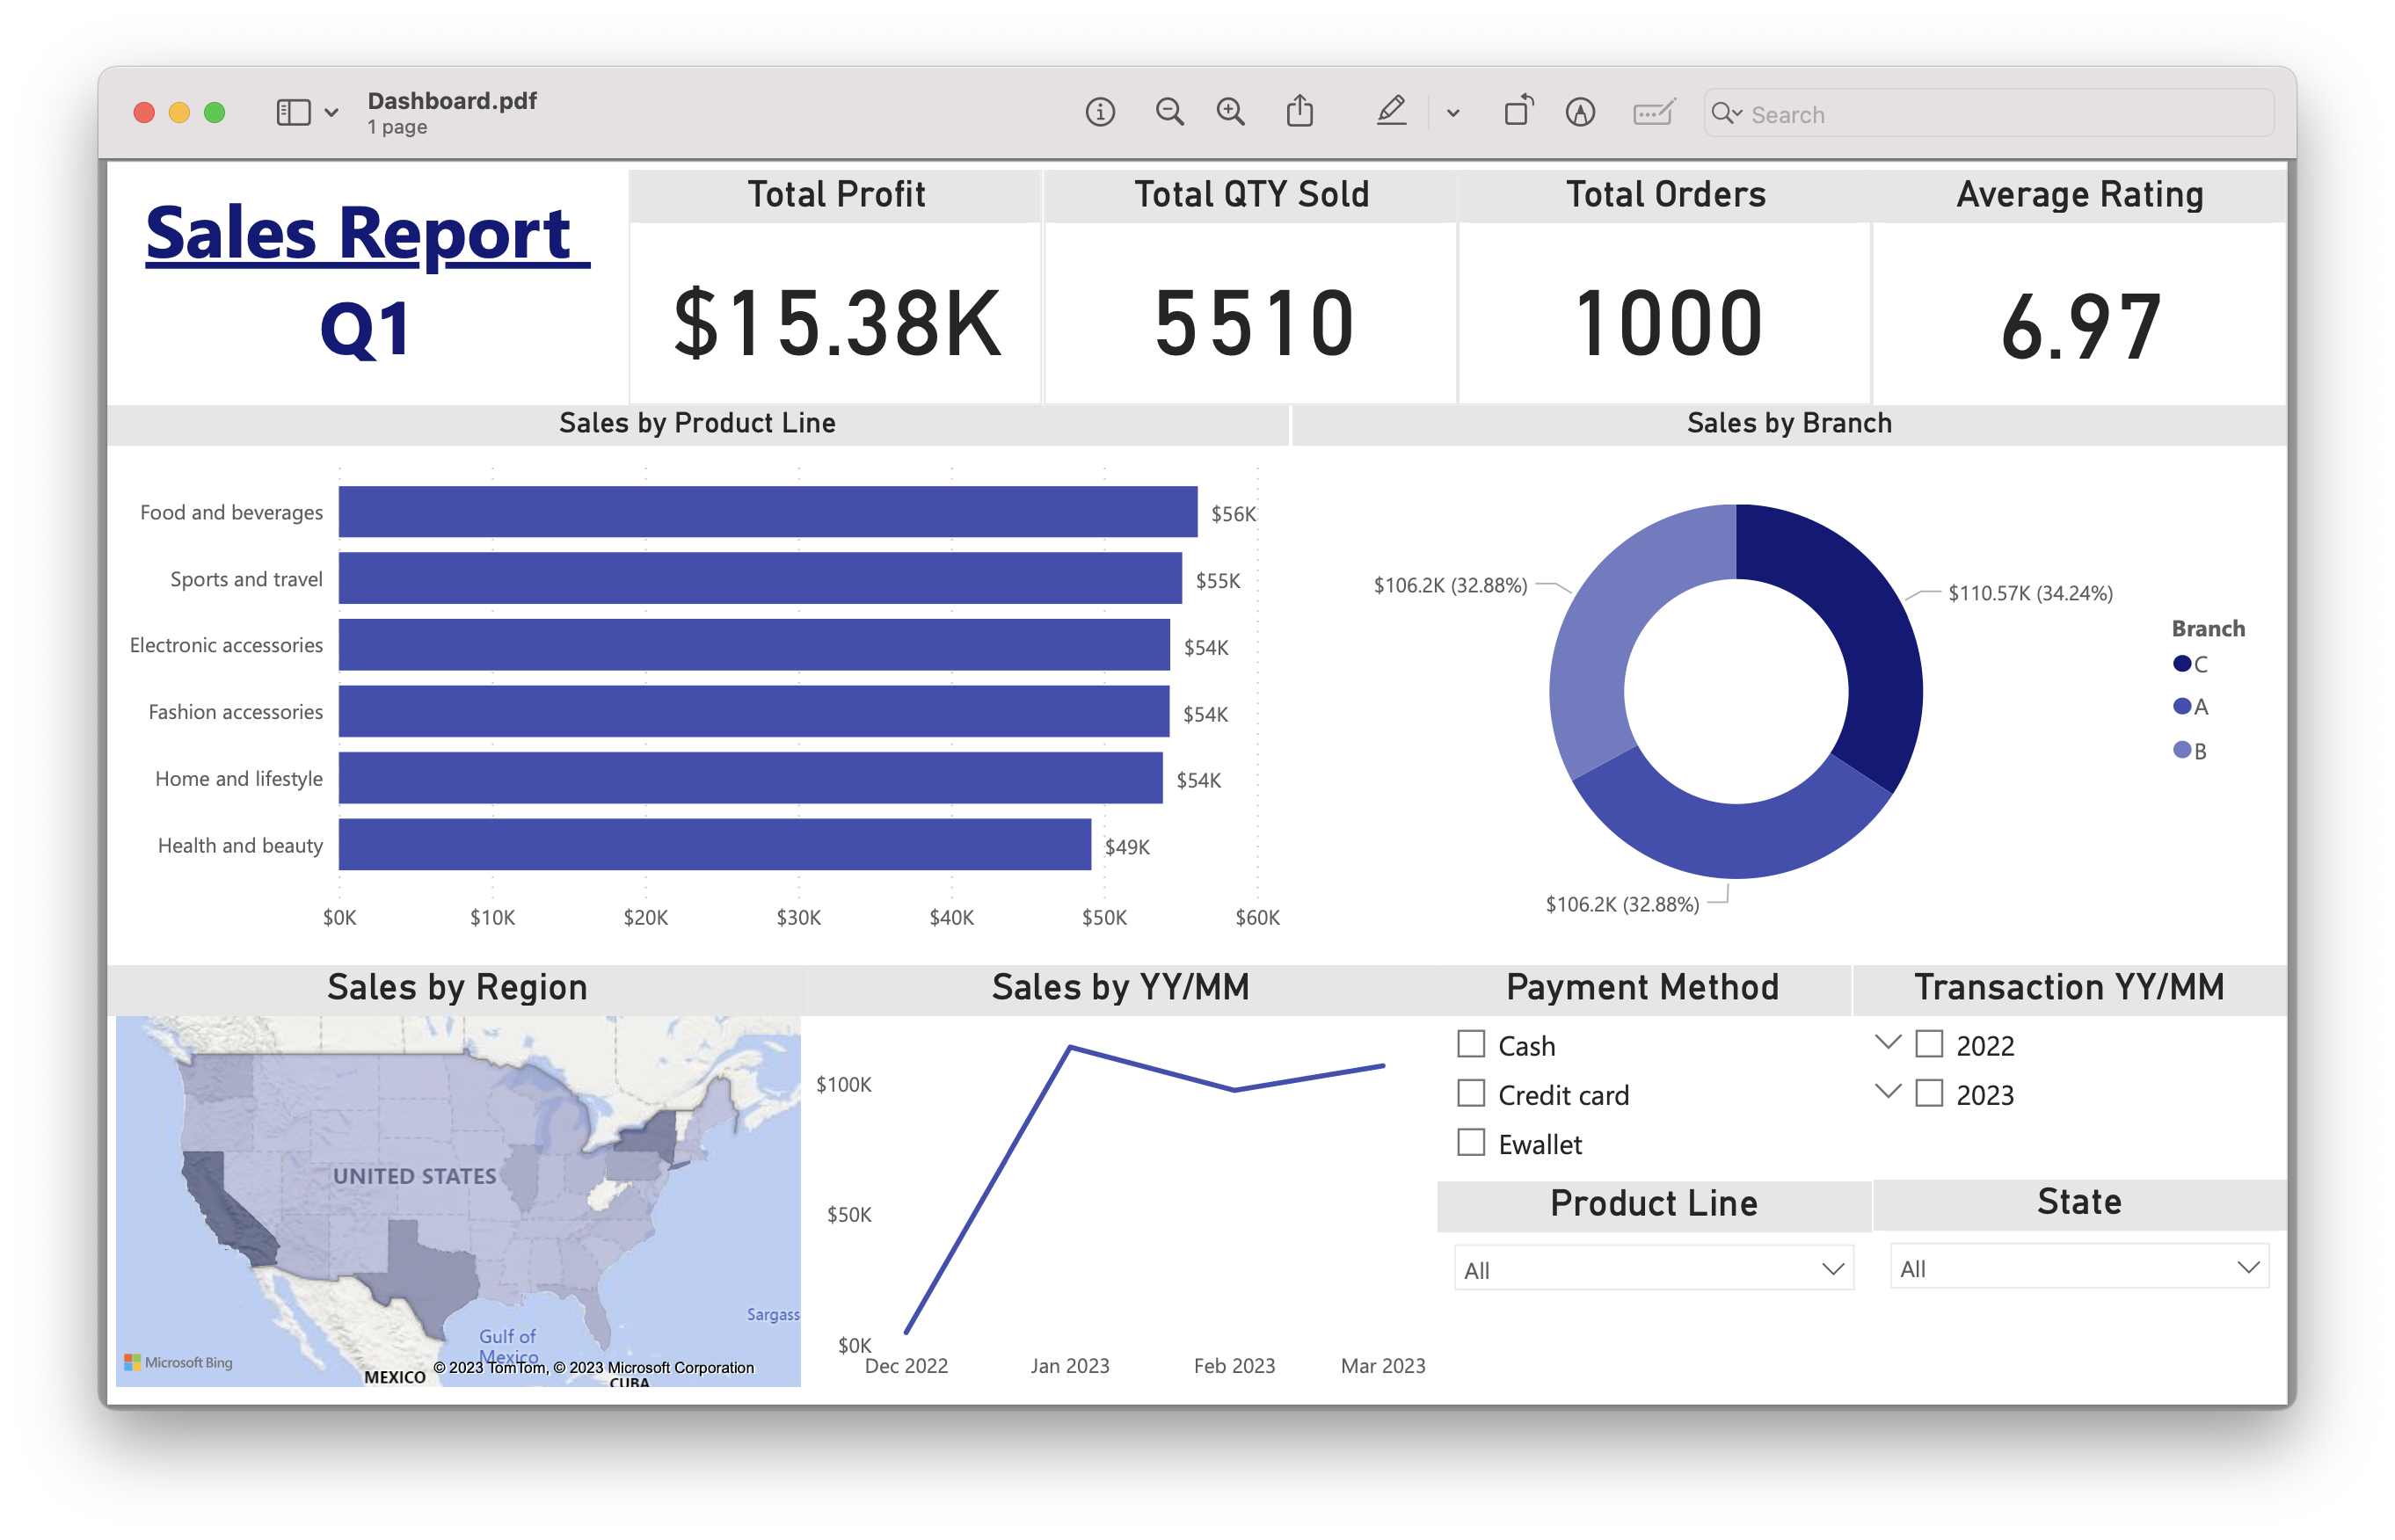 Dashboard.pdf
1 page
Search
Sales Report
Q1
Total Profit
$15.38K
Total QTY Sold
5510
Total Orders
1000
Average Rating
6.97
Sales by Product Line
Food and beverages
$56K
Sports and travel
$55K
Electronic accessories
$54K
Fashion accessories
$54K
Home and lifestyle
$54K
Health and beauty
$49K
$0K $10K $20K $30K $40K $50K $60K
Sales by Branch
$106.2K (32.88%)
$110.57K (34.24%)
$106.2K (32.88%)
Branch
C
A
B
Sales by Region
UNITED STATES
Sargass
Gulf of
Mexico
Microsoft Bing
© 2023 TomTom, © 2023 Microsoft Corporation
MEXICO
CUBA
Sales by YY/MM
$100K
$50K
$0K
Dec 2022 Jan 2023 Feb 2023 Mar 2023
Payment Method
Cash
Credit card
Ewallet
Transaction YY/MM
2022
2023
Product Line
All
State
All